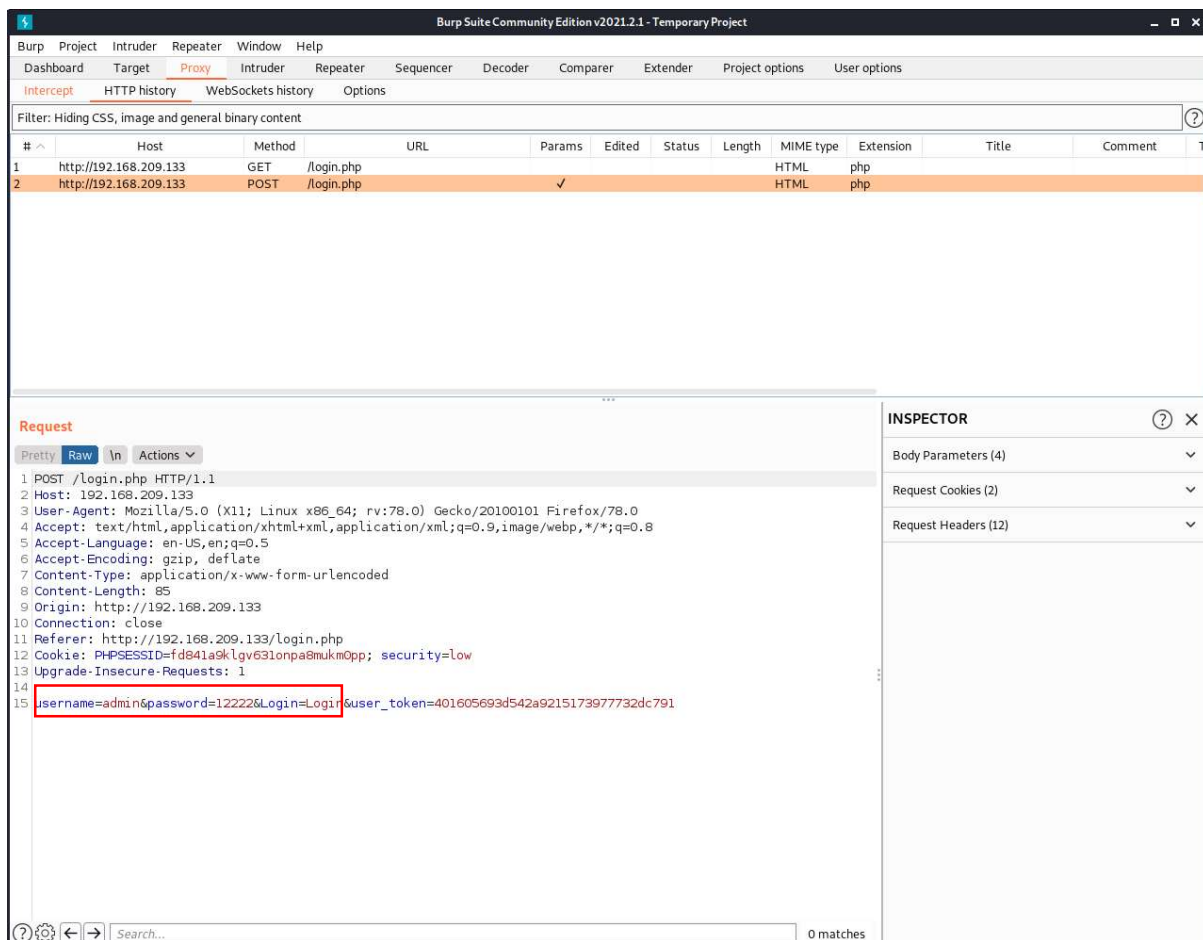 Burp Suite Community Edition v2021.2.1 - Temporary Project
Burp Project Intruder Repeater Window Help
Dashboard Target Proxy Intruder Repeater Sequencer Decoder Comparer Extender Project options User options
Intercept HTTP history WebSockets history Options
Filter: Hiding CSS, image and general binary content
# Host Method URL Params Edited Status Length MIME type Extension Title Comment T
1 http://192.168.209.133 GET /login.php HTML php
2 http://192.168.209.133 POST /login.php ✓ HTML php
Request
Pretty Raw \n Actions
1 POST /login.php HTTP/1.1
2 Host: 192.168.209.133
3 User-Agent: Mozilla/5.0 (X11; Linux x86_64; rv:78.0) Gecko/20100101 Firefox/78.0
4 Accept: text/html,application/xhtml+xml,application/xml;q=0.9,image/webp,*/*;q=0.8
5 Accept-Language: en-US,en;q=0.5
6 Accept-Encoding: gzip, deflate
7 Content-Type: application/x-www-form-urlencoded
8 Content-Length: 85
9 Origin: http://192.168.209.133
10 Connection: close
11 Referer: http://192.168.209.133/login.php
12 Cookie: PHPSESSID=fd841a9klgv631onpa8mukm0pp; security=low
13 Upgrade-Insecure-Requests: 1
14
15 username=admin&password=12222&Login=Login&user_token=401605693d542a9215173977732dc791
INSPECTOR
Body Parameters (4)
Request Cookies (2)
Request Headers (12)
Search... 0 matches